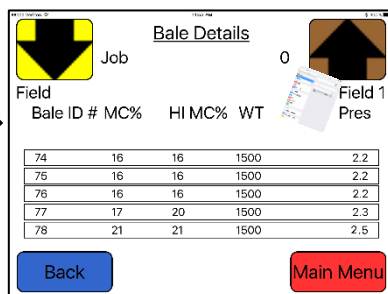 Bale Details
Job 0
Field Field 1
Bale ID # MC% HI MC% WT Pres
74 16 16 1500 2.2
75 16 16 1500 2.2
76 16 16 1500 2.2
77 17 20 1500 2.3
78 21 21 1500 2.5
Back Main Menu